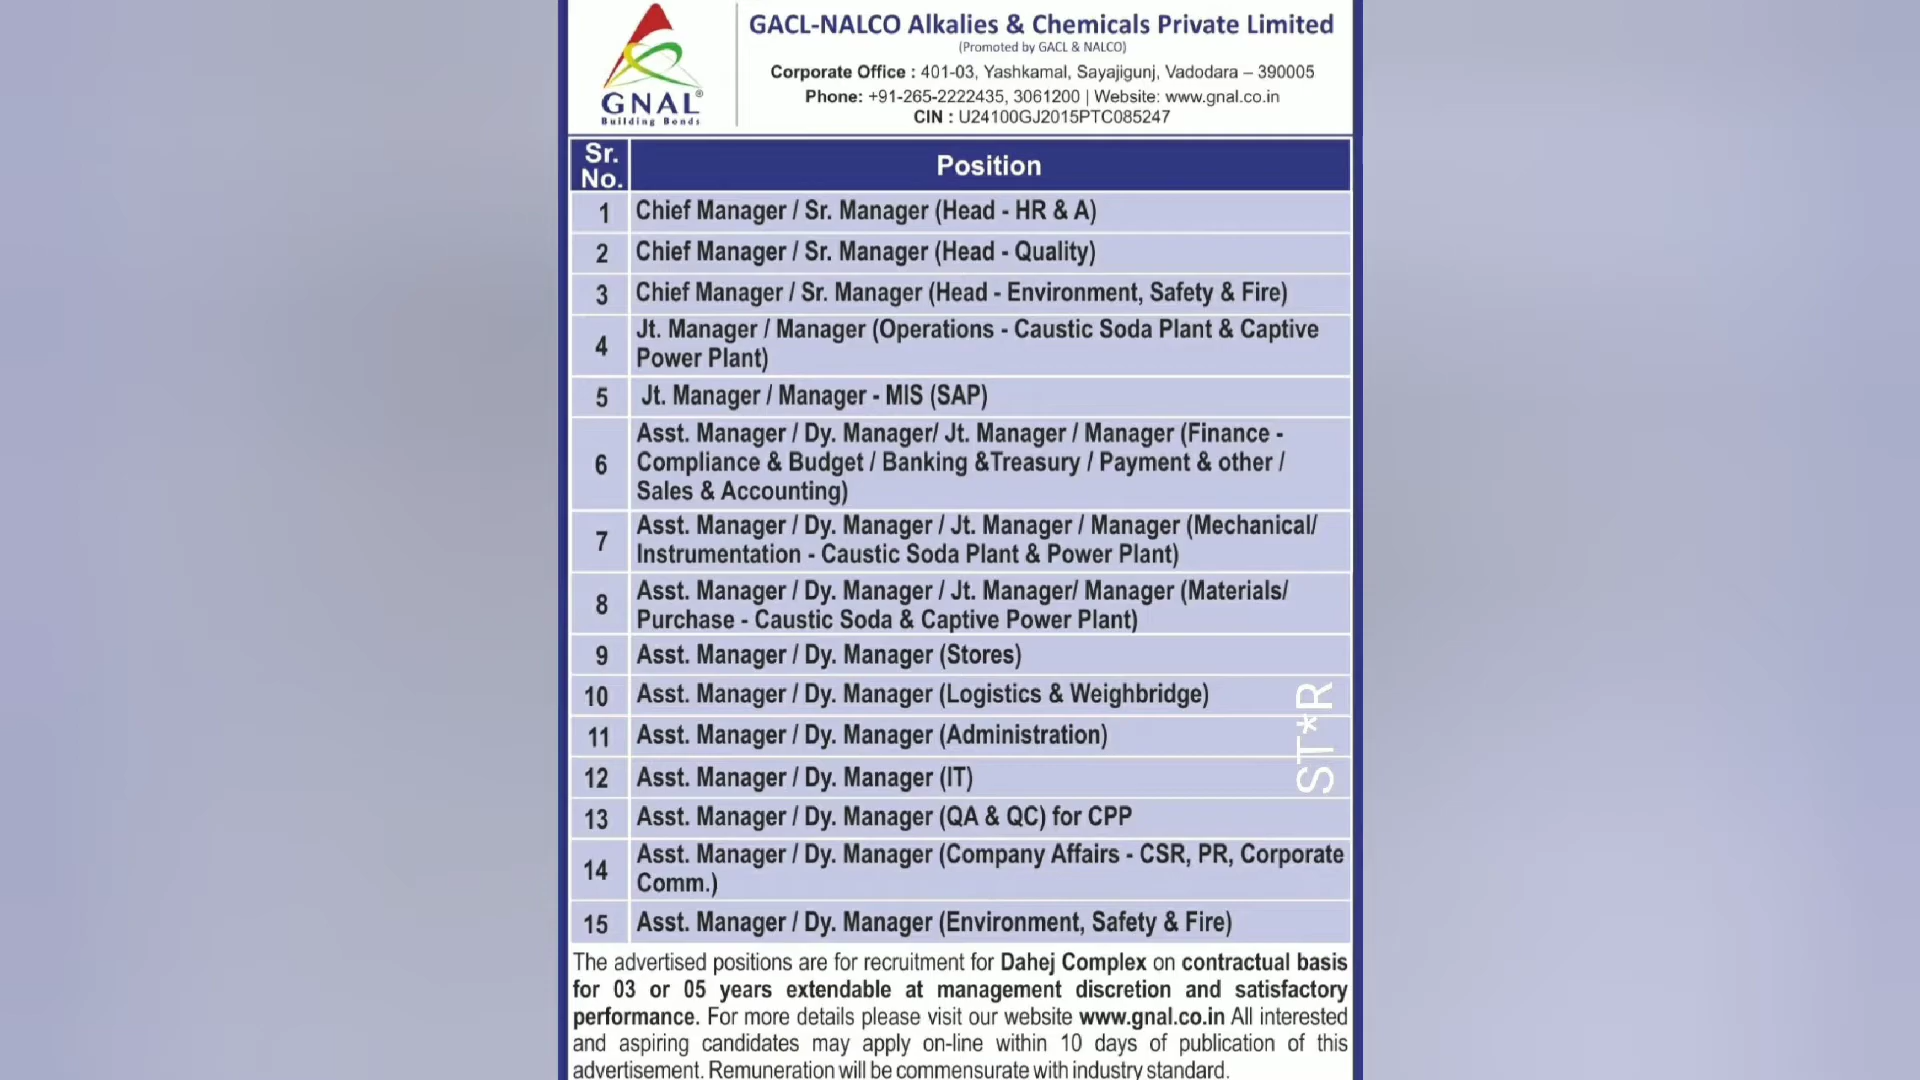 GNAL®
Building Bonds
GACL-NALCO Alkalies & Chemicals Private Limited
(Promoted by GACL & NALCO)
Corporate Office : 401-03, Yashkamal, Sayajigunj, Vadodara – 390005
Phone: +91-265-2222435, 3061200 | Website: www.gnal.co.in
CIN : U24100GJ2015PTC085247
Sr. No. Position
1 Chief Manager / Sr. Manager (Head - HR & A)
2 Chief Manager / Sr. Manager (Head - Quality)
3 Chief Manager / Sr. Manager (Head - Environment, Safety & Fire)
4 Jt. Manager / Manager (Operations - Caustic Soda Plant & Captive
Power Plant)
5 Jt. Manager / Manager - MIS (SAP)
6 Asst. Manager / Dy. Manager/ Jt. Manager / Manager (Finance -
Compliance & Budget / Banking &Treasury / Payment & other /
Sales & Accounting)
7 Asst. Manager / Dy. Manager / Jt. Manager / Manager (Mechanical/
Instrumentation - Caustic Soda Plant & Power Plant)
8 Asst. Manager / Dy. Manager / Jt. Manager/ Manager (Materials/
Purchase - Caustic Soda & Captive Power Plant)
9 Asst. Manager / Dy. Manager (Stores)
10 Asst. Manager / Dy. Manager (Logistics & Weighbridge)
11 Asst. Manager / Dy. Manager (Administration)
12 Asst. Manager / Dy. Manager (IT)
13 Asst. Manager / Dy. Manager (QA & QC) for CPP
14 Asst. Manager / Dy. Manager (Company Affairs - CSR, PR, Corporate
Comm.)
15 Asst. Manager / Dy. Manager (Environment, Safety & Fire)
ST*R
The advertised positions are for recruitment for Dahej Complex on contractual basis
for 03 or 05 years extendable at management discretion and satisfactory
performance. For more details please visit our website www.gnal.co.in All interested
and aspiring candidates may apply on-line within 10 days of publication of this
advertisement. Remuneration will be commensurate with industry standard.